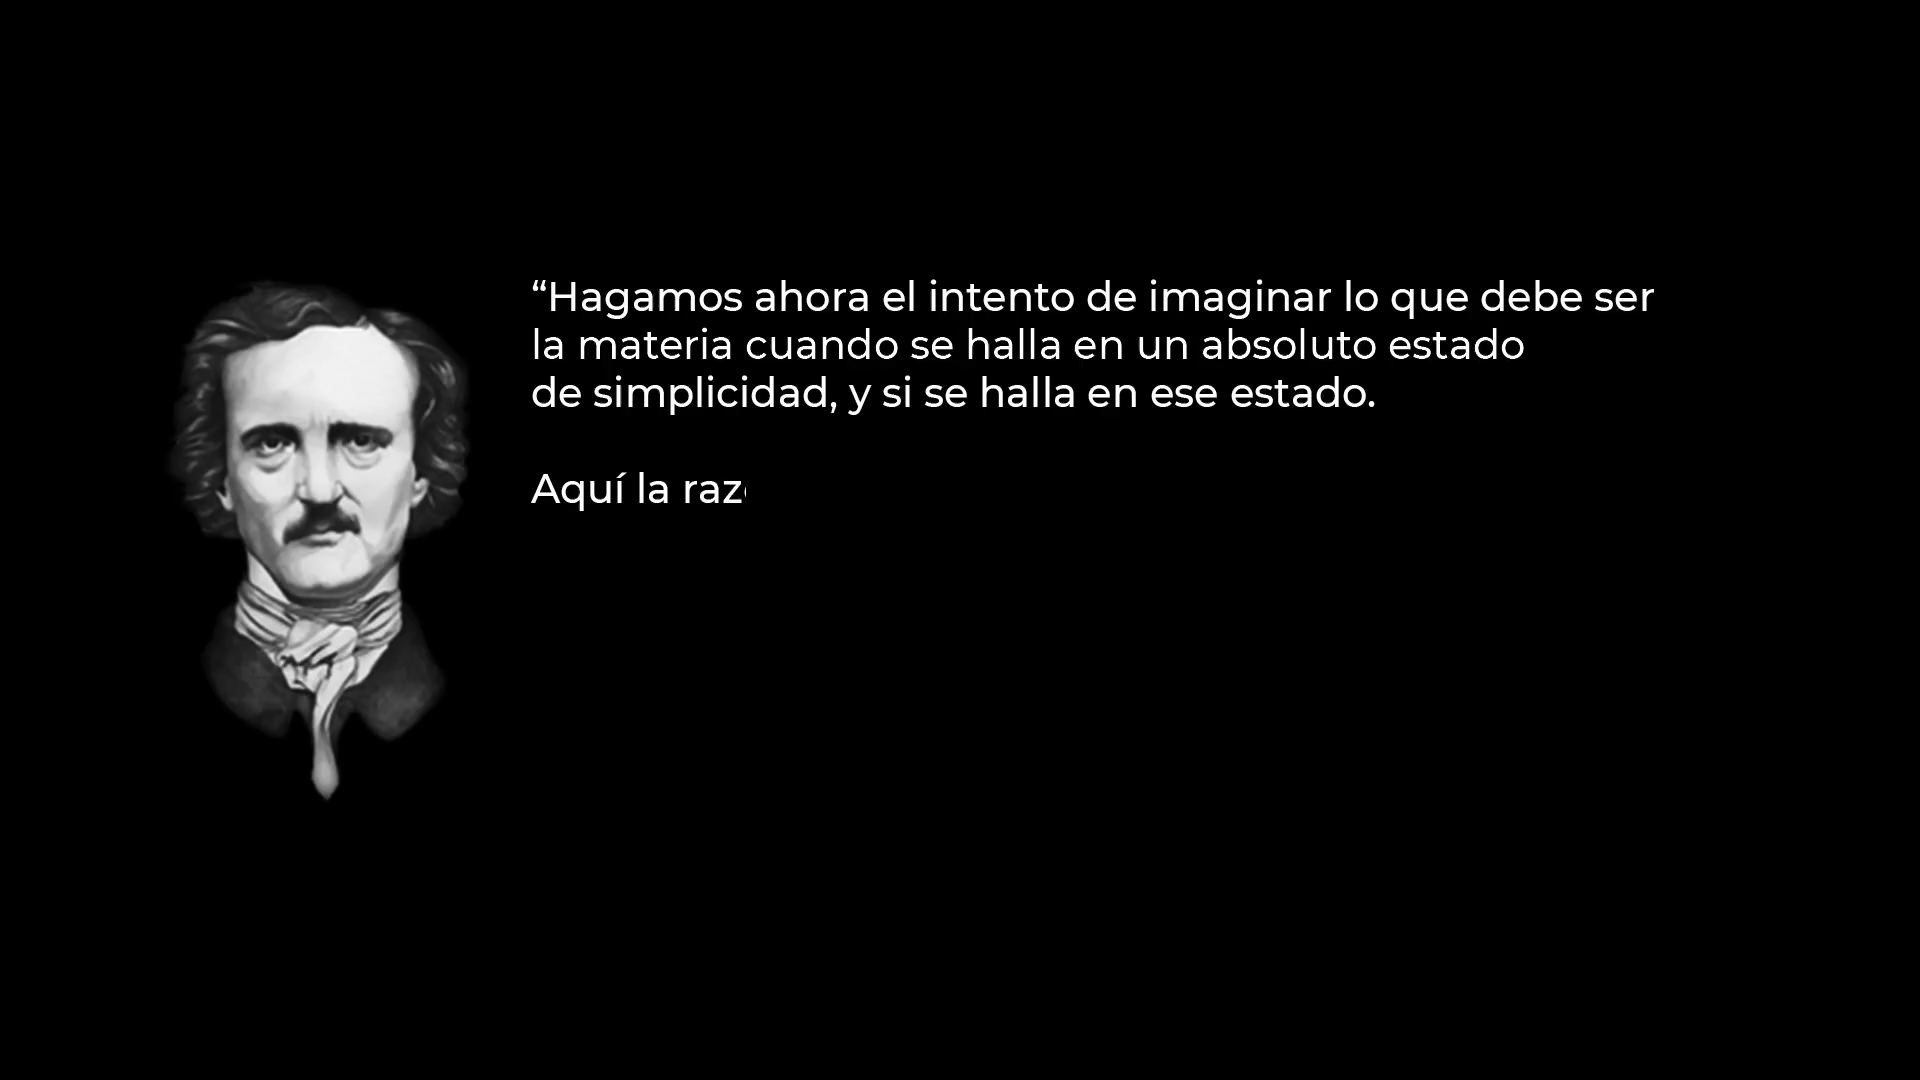 “Hagamos ahora el intento de imaginar lo que debe ser
la materia cuando se halla en un absoluto estado
de simplicidad, y si se halla en ese estado.
Aquí la